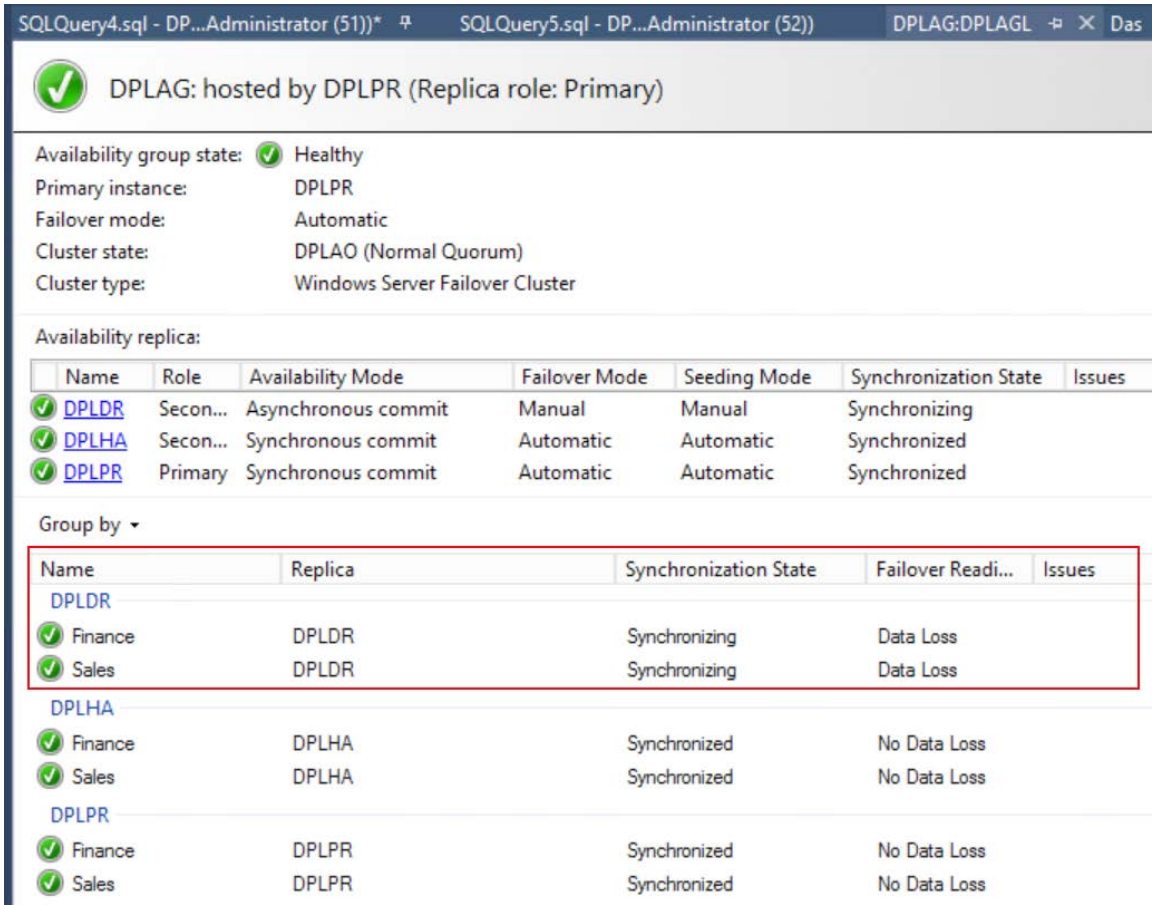 SQLQuery4.sql - DP...Administrator (51))* SQLQuery5.sql - DP...Administrator (52)) DPLAG:DPLAGL Das
DPLAG: hosted by DPLPR (Replica role: Primary)
Availability group state: Healthy
Primary instance: DPLPR
Failover mode: Automatic
Cluster state: DPLAO (Normal Quorum)
Cluster type: Windows Server Failover Cluster
Availability replica:
Name Role Availability Mode Failover Mode Seeding Mode Synchronization State Issues
DPLDR Secon... Asynchronous commit Manual Manual Synchronizing
DPLHA Secon... Synchronous commit Automatic Automatic Synchronized
DPLPR Primary Synchronous commit Automatic Automatic Synchronized
Group by
Name Replica Synchronization State Failover Readi... Issues
DPLDR
Finance DPLDR Synchronizing Data Loss
Sales DPLDR Synchronizing Data Loss
DPLHA
Finance DPLHA Synchronized No Data Loss
Sales DPLHA Synchronized No Data Loss
DPLPR
Finance DPLPR Synchronized No Data Loss
Sales DPLPR Synchronized No Data Loss